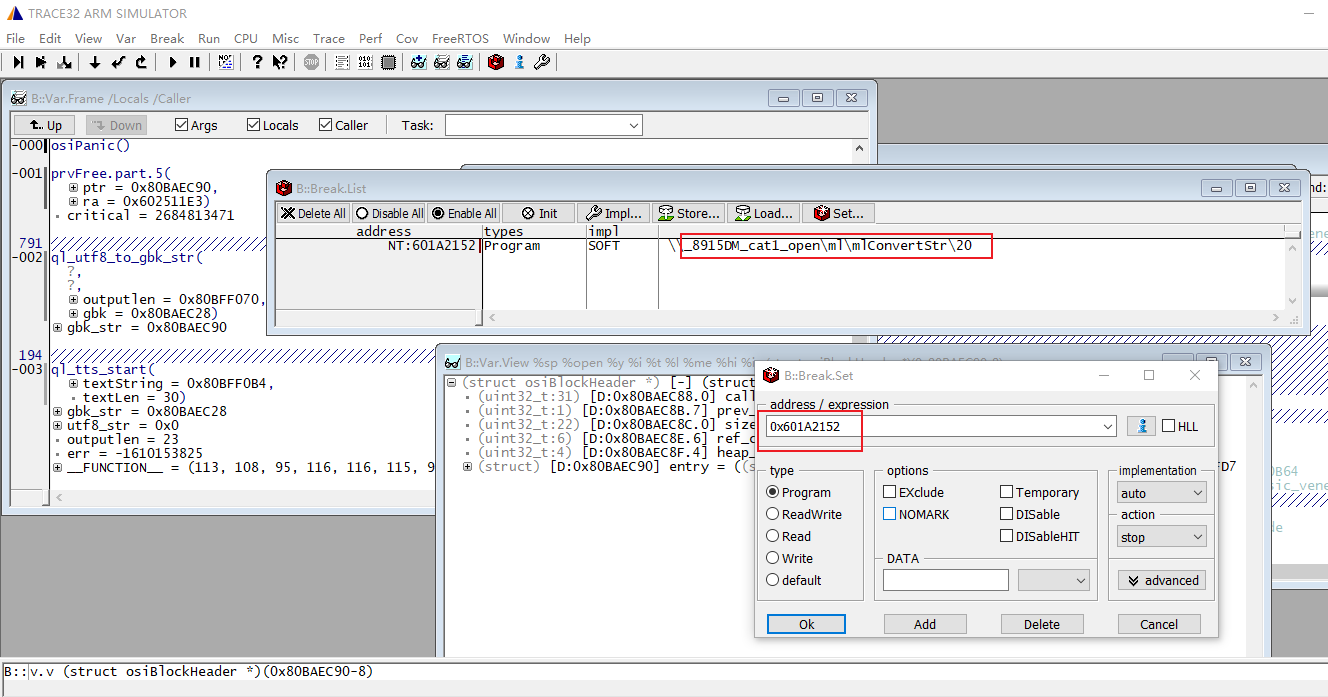 TRACE32 ARM SIMULATOR
File Edit View Var Break Run CPU Misc Trace Perf Cov FreeRTOS Window Help
B::Var.Frame /Locals /Caller
Up Down Args Locals Caller Task:
-000 osiPanic()
-001 prvFree.part.5(
ptr = 0x80BAEC90,
ra = 0x602511E3)
critical = 2684813471
791
-002 ql_utf8_to_gbk_str(
?,
?,
outputlen = 0x80BFF070,
gbk = 0x80BAEC28)
gbk_str = 0x80BAEC90
194
-003 ql_tts_start(
textString = 0x80BFF0B4,
textLen = 30)
gbk_str = 0x80BAEC28
utf8_str = 0x0
outputlen = 23
err = -1610153825
__FUNCTION__ = (113, 108, 95, 116, 116, 115, 9
B::Break.List
Delete All Disable All Enable All Init Impl... Store... Load... Set...
address types impl
NT:601A2152 Program SOFT \\_8915DM_cat1_open\ml\mlConvertStr\20
B::Var.View %sp %open %y %i %t %l %me %hi
(struct osiBlockHeader *) [-] (struct
(uint32_t:31) [D:0x80BAEC88.0] call
(uint32_t:1) [D:0x80BAEC8B.7] prev_
(uint32_t:22) [D:0x80BAEC8C.0] size
(uint32_t:6) [D:0x80BAEC8E.6] ref_c
(uint32_t:4) [D:0x80BAEC8F.4] heap_
(struct) [D:0x80BAEC90] entry = ((s
FD7
B::Break.Set
address / expression
0x601A2152 HLL
type
Program
ReadWrite
Read
Write
default
options
EXclude Temporary
NOMARK DISable
DISableHIT
DATA
implementation
auto
action
stop
advanced
Ok Add Delete Cancel
nd:
ene
0B64
sic_vene
de
B::v.v (struct osiBlockHeader *)(0x80BAEC90-8)